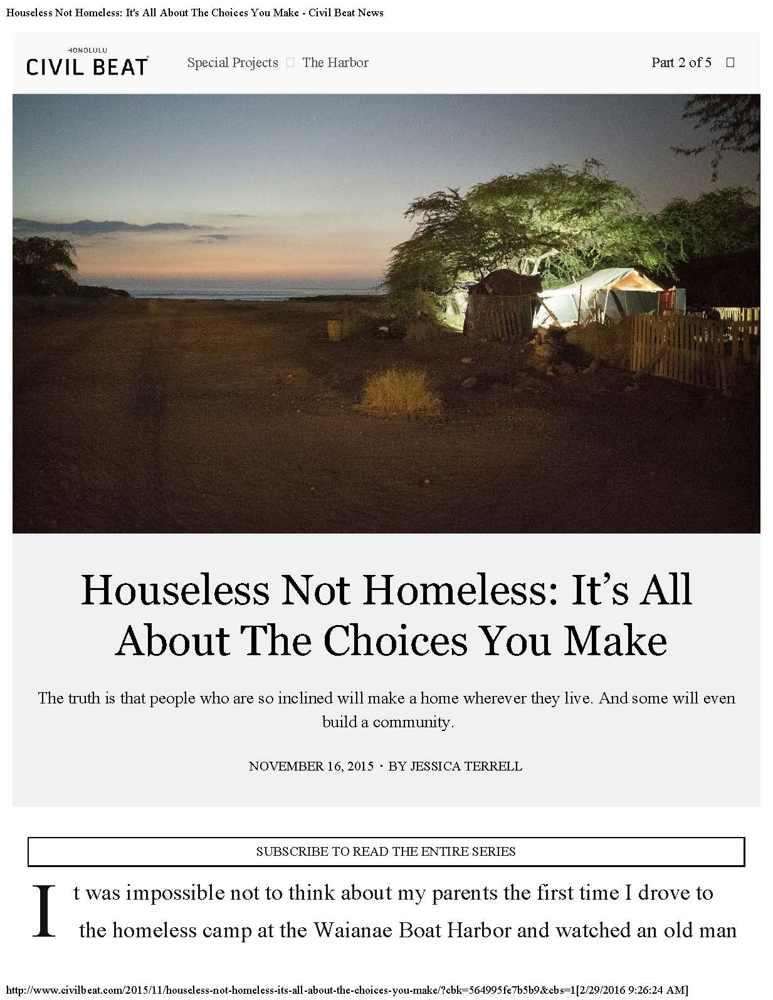 Houseless Not Homeless: It's All About The Choices You Make - Civil Beat News
HONOLULU
CIVIL BEAT
Special Projects
The Harbor
Part 2 of 5
Houseless Not Homeless: It’s All
About The Choices You Make
The truth is that people who are so inclined will make a home wherever they live. And some will even
build a community.
NOVEMBER 16, 2015 · BY JESSICA TERRELL
SUBSCRIBE TO READ THE ENTIRE SERIES
It was impossible not to think about my parents the first time I drove to
the homeless camp at the Waianae Boat Harbor and watched an old man
http://www.civilbeat.com/2015/11/houseless-not-homeless-its-all-about-the-choices-you-make/?cbk=564995fe7b5b9&cbs=1[2/29/2016 9:26:24 AM]